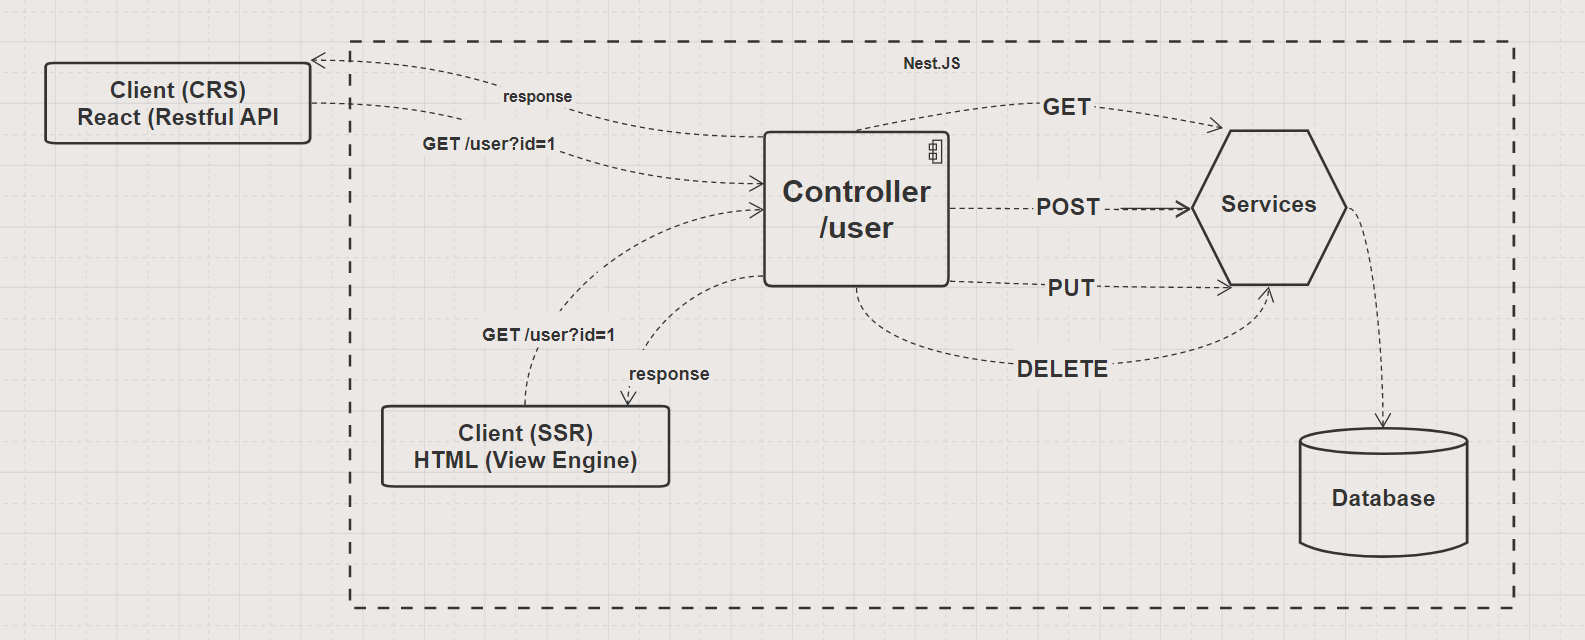 Nest.JS
Client (CRS)
React (Restful API
response
GET /user?id=1
GET
Controller
/user
POST
Services
PUT
GET /user?id=1
response
DELETE
Client (SSR)
HTML (View Engine)
Database